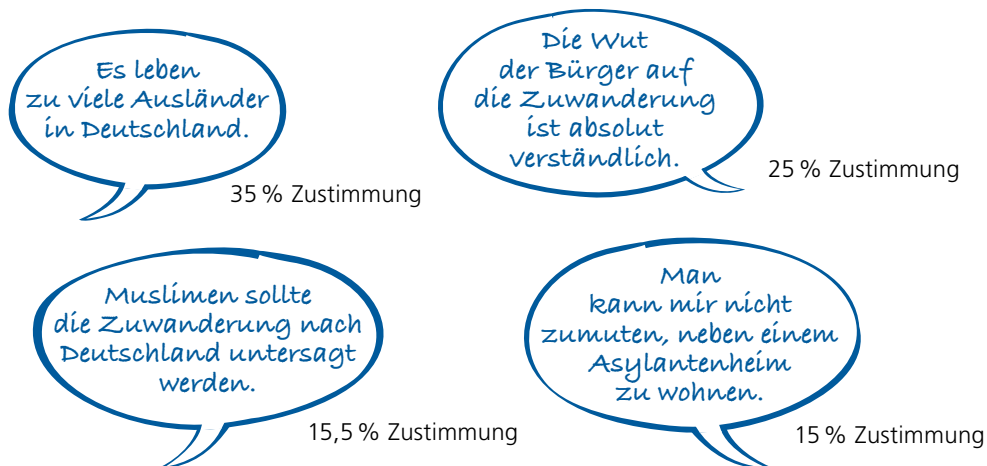 Es leben
zu viele Ausländer
in Deutschland.
35 % Zustimmung
Die Wut
der Bürger auf
die Zuwanderung
ist absolut
verständlich.
25 % Zustimmung
Muslimen sollte
die Zuwanderung nach
Deutschland untersagt
werden.
15,5 % Zustimmung
Man
kann mir nicht
zumuten, neben einem
Asylantenheim
zu wohnen.
15 % Zustimmung